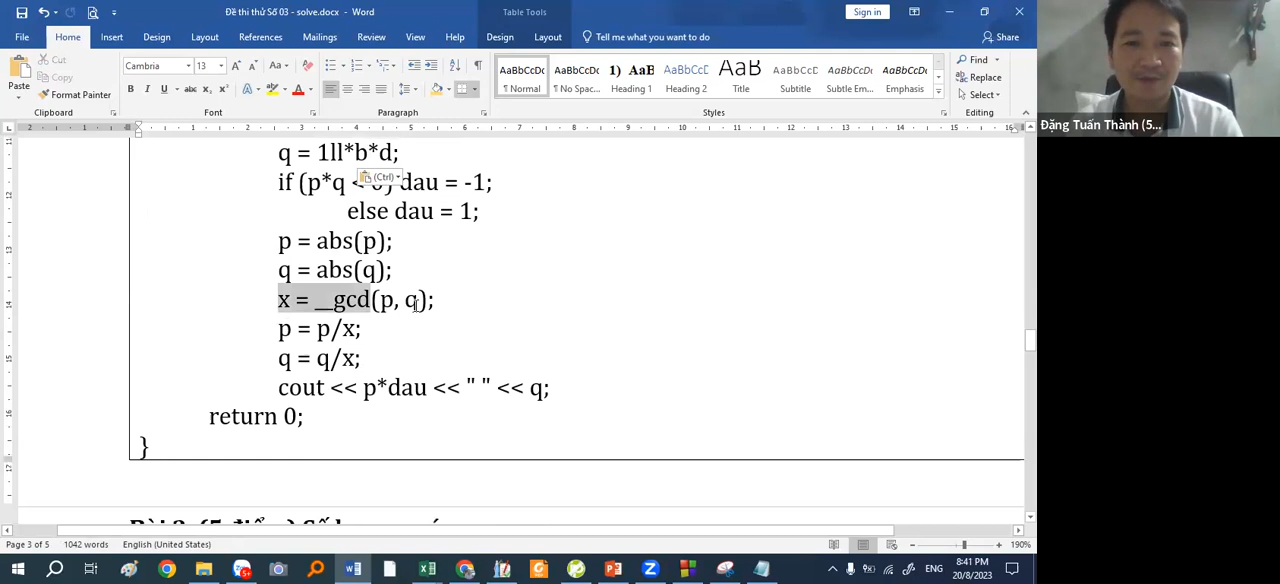 Đề thi thử Số 03 - solve.docx - Word
Table Tools
Sign in
File Home Insert Design Layout References Mailings Review View Help Design Layout Tell me what you want to do Share
Paste
Cut
Copy
Format Painter
Cambria 13
B I U
AaBbCcDc AaBbCcDc 1) AaB AaBbCcDc AaB AaBbCcD AaBbCcDc AaBbCcDc
¶ Normal ¶ No Spac... Heading 1 Heading 2 Title Subtitle Subtle Em... Emphasis
Find
Replace
Select
Clipboard Font Paragraph Styles Editing
Đặng Tuấn Thành (5...
q = 1ll*b*d;
(Ctrl)
if (p*q < 0) dau = -1;
else dau = 1;
p = abs(p);
q = abs(q);
x = __gcd(p, q);
p = p/x;
q = q/x;
cout << p*dau << " " << q;
return 0;
}
Page 3 of 5 1042 words English (United States) 190%
ENG 8:41 PM
20/8/2023